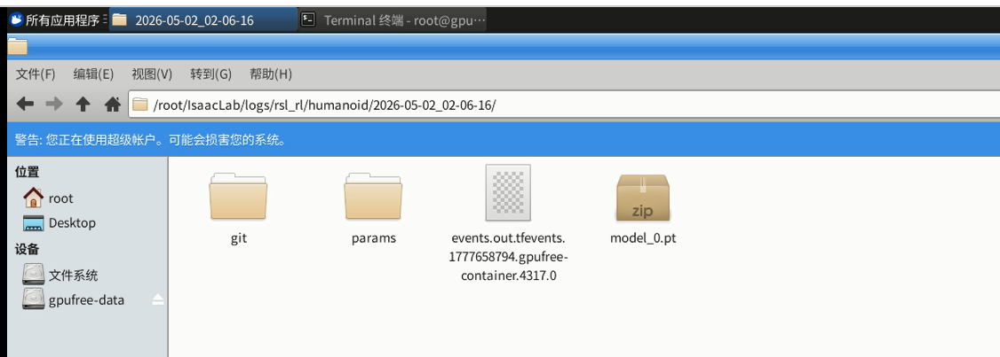 所有应用程序
2026-05-02_02-06-16
Terminal 终端 - root@gpu…
文件(F) 编辑(E) 视图(V) 转到(G) 帮助(H)
/root/IsaacLab/logs/rsl_rl/humanoid/2026-05-02_02-06-16/
警告: 您正在使用超级帐户。可能会损害您的系统。
位置
root
Desktop
设备
文件系统
gpufree-data
git
params
events.out.tfevents.
1777658794.gpufree-
container.4317.0
zip
model_0.pt